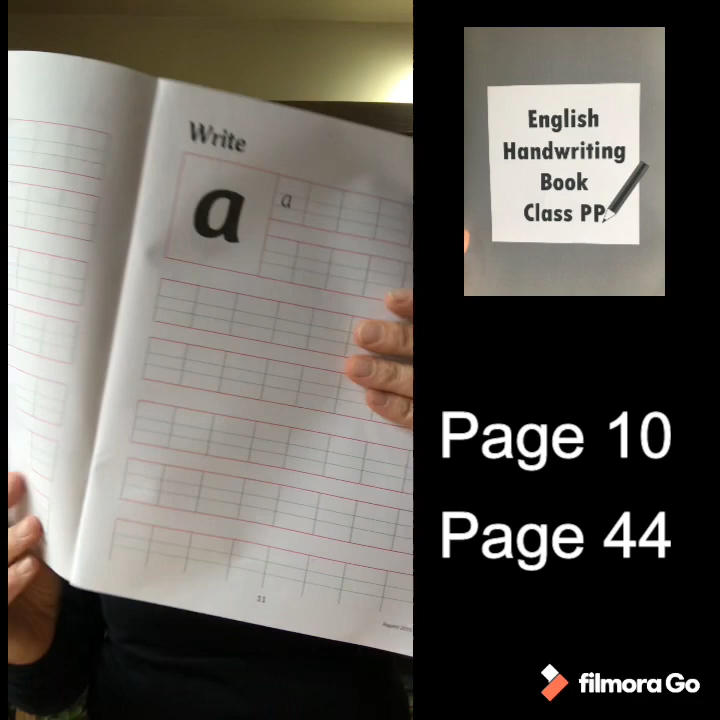 Write
a
a
11
English
Handwriting
Book
Class PP
Page 10
Page 44
filmora Go